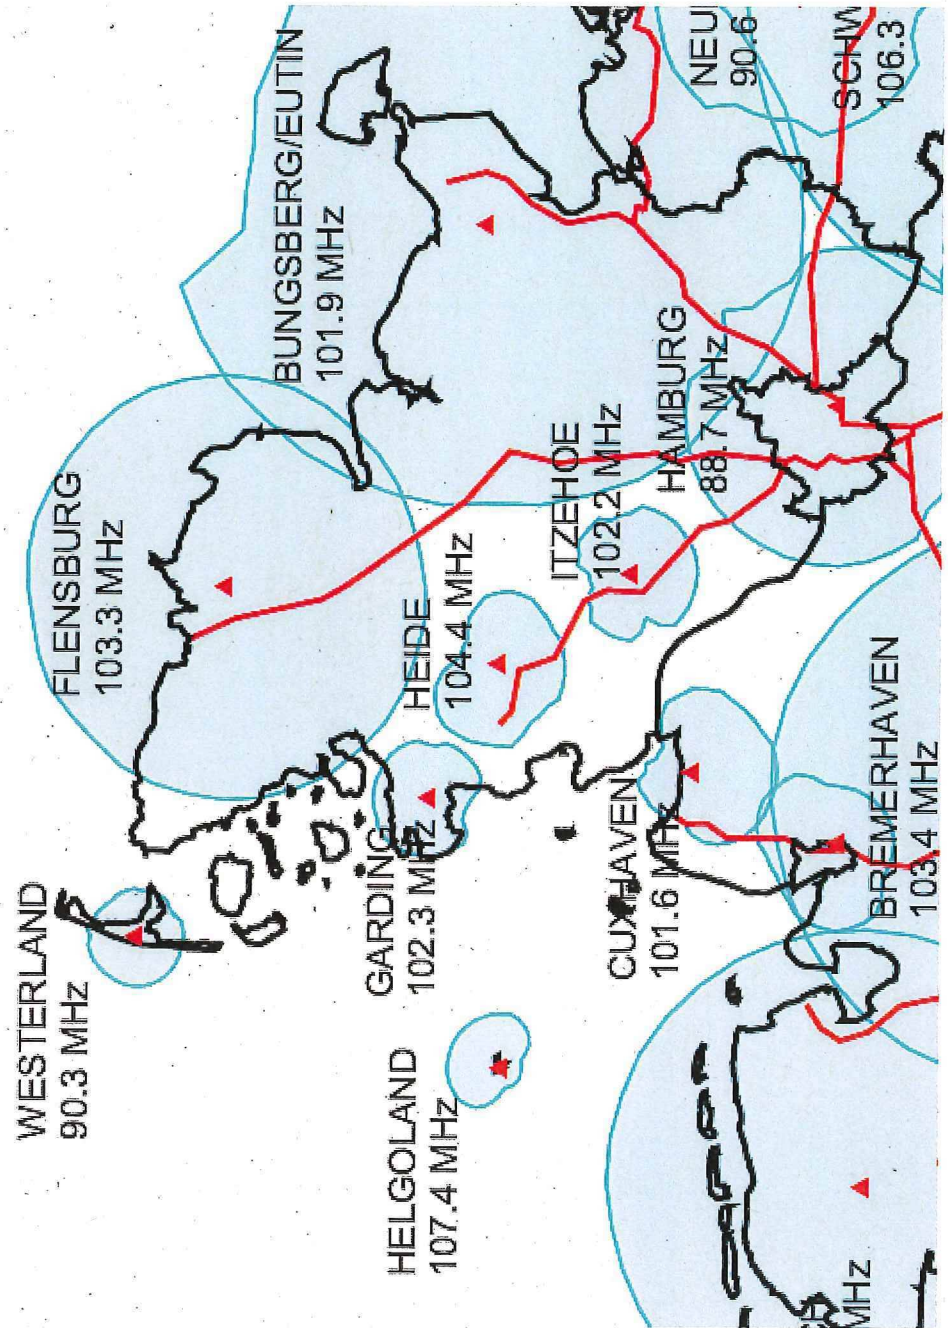 WESTERLAND
90.3 MHz
FLENSBURG
103.3 MHz
BUNGSBERG/EUTIN
101.9 MHz
HELGOLAND
107.4 MHz
GARDING
102.3 MHz
HEIDE
104.4 MHz
ITZEHOE
102.2 MHz
HAMBURG
88.7 MHz
CUXHAVEN
101.6 MHz
BREMERHAVEN
103.4 MHz
NEU
90.6
SCHW
106.3
MHz